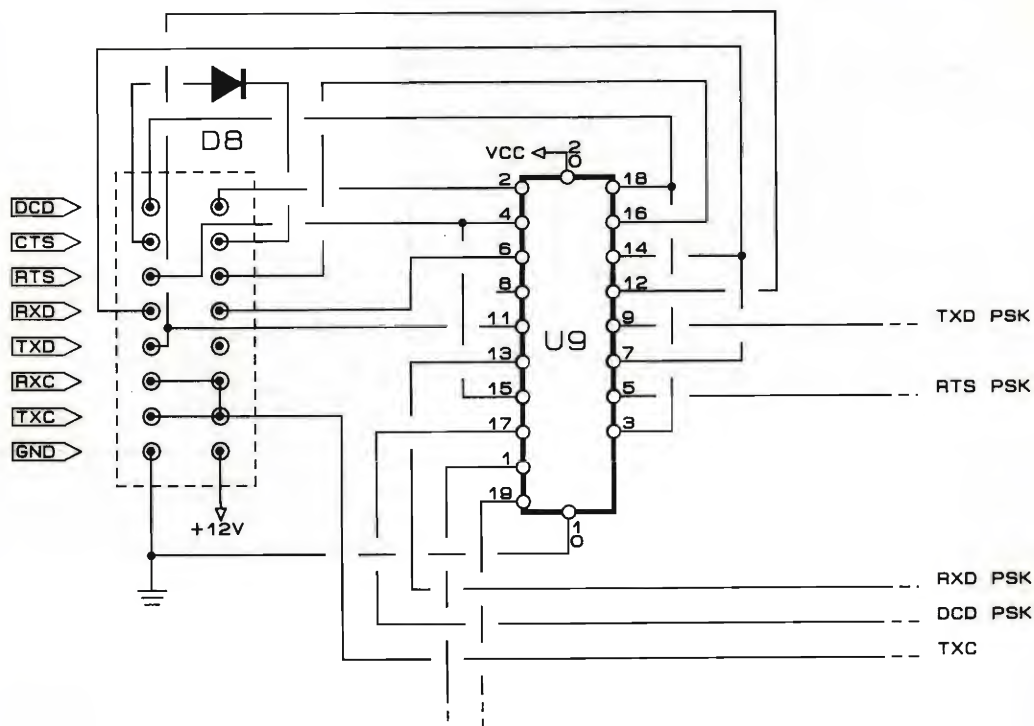 D8
VCC
2
0
DCD
CTS
RTS
RXD
TXD
RXC
TXC
GND
+12V
2
4
6
8
11
13
15
17
1
19
U9
18
16
14
12
9
7
5
3
1
0
TXD PSK
RTS PSK
RXD PSK
DCD PSK
TXC